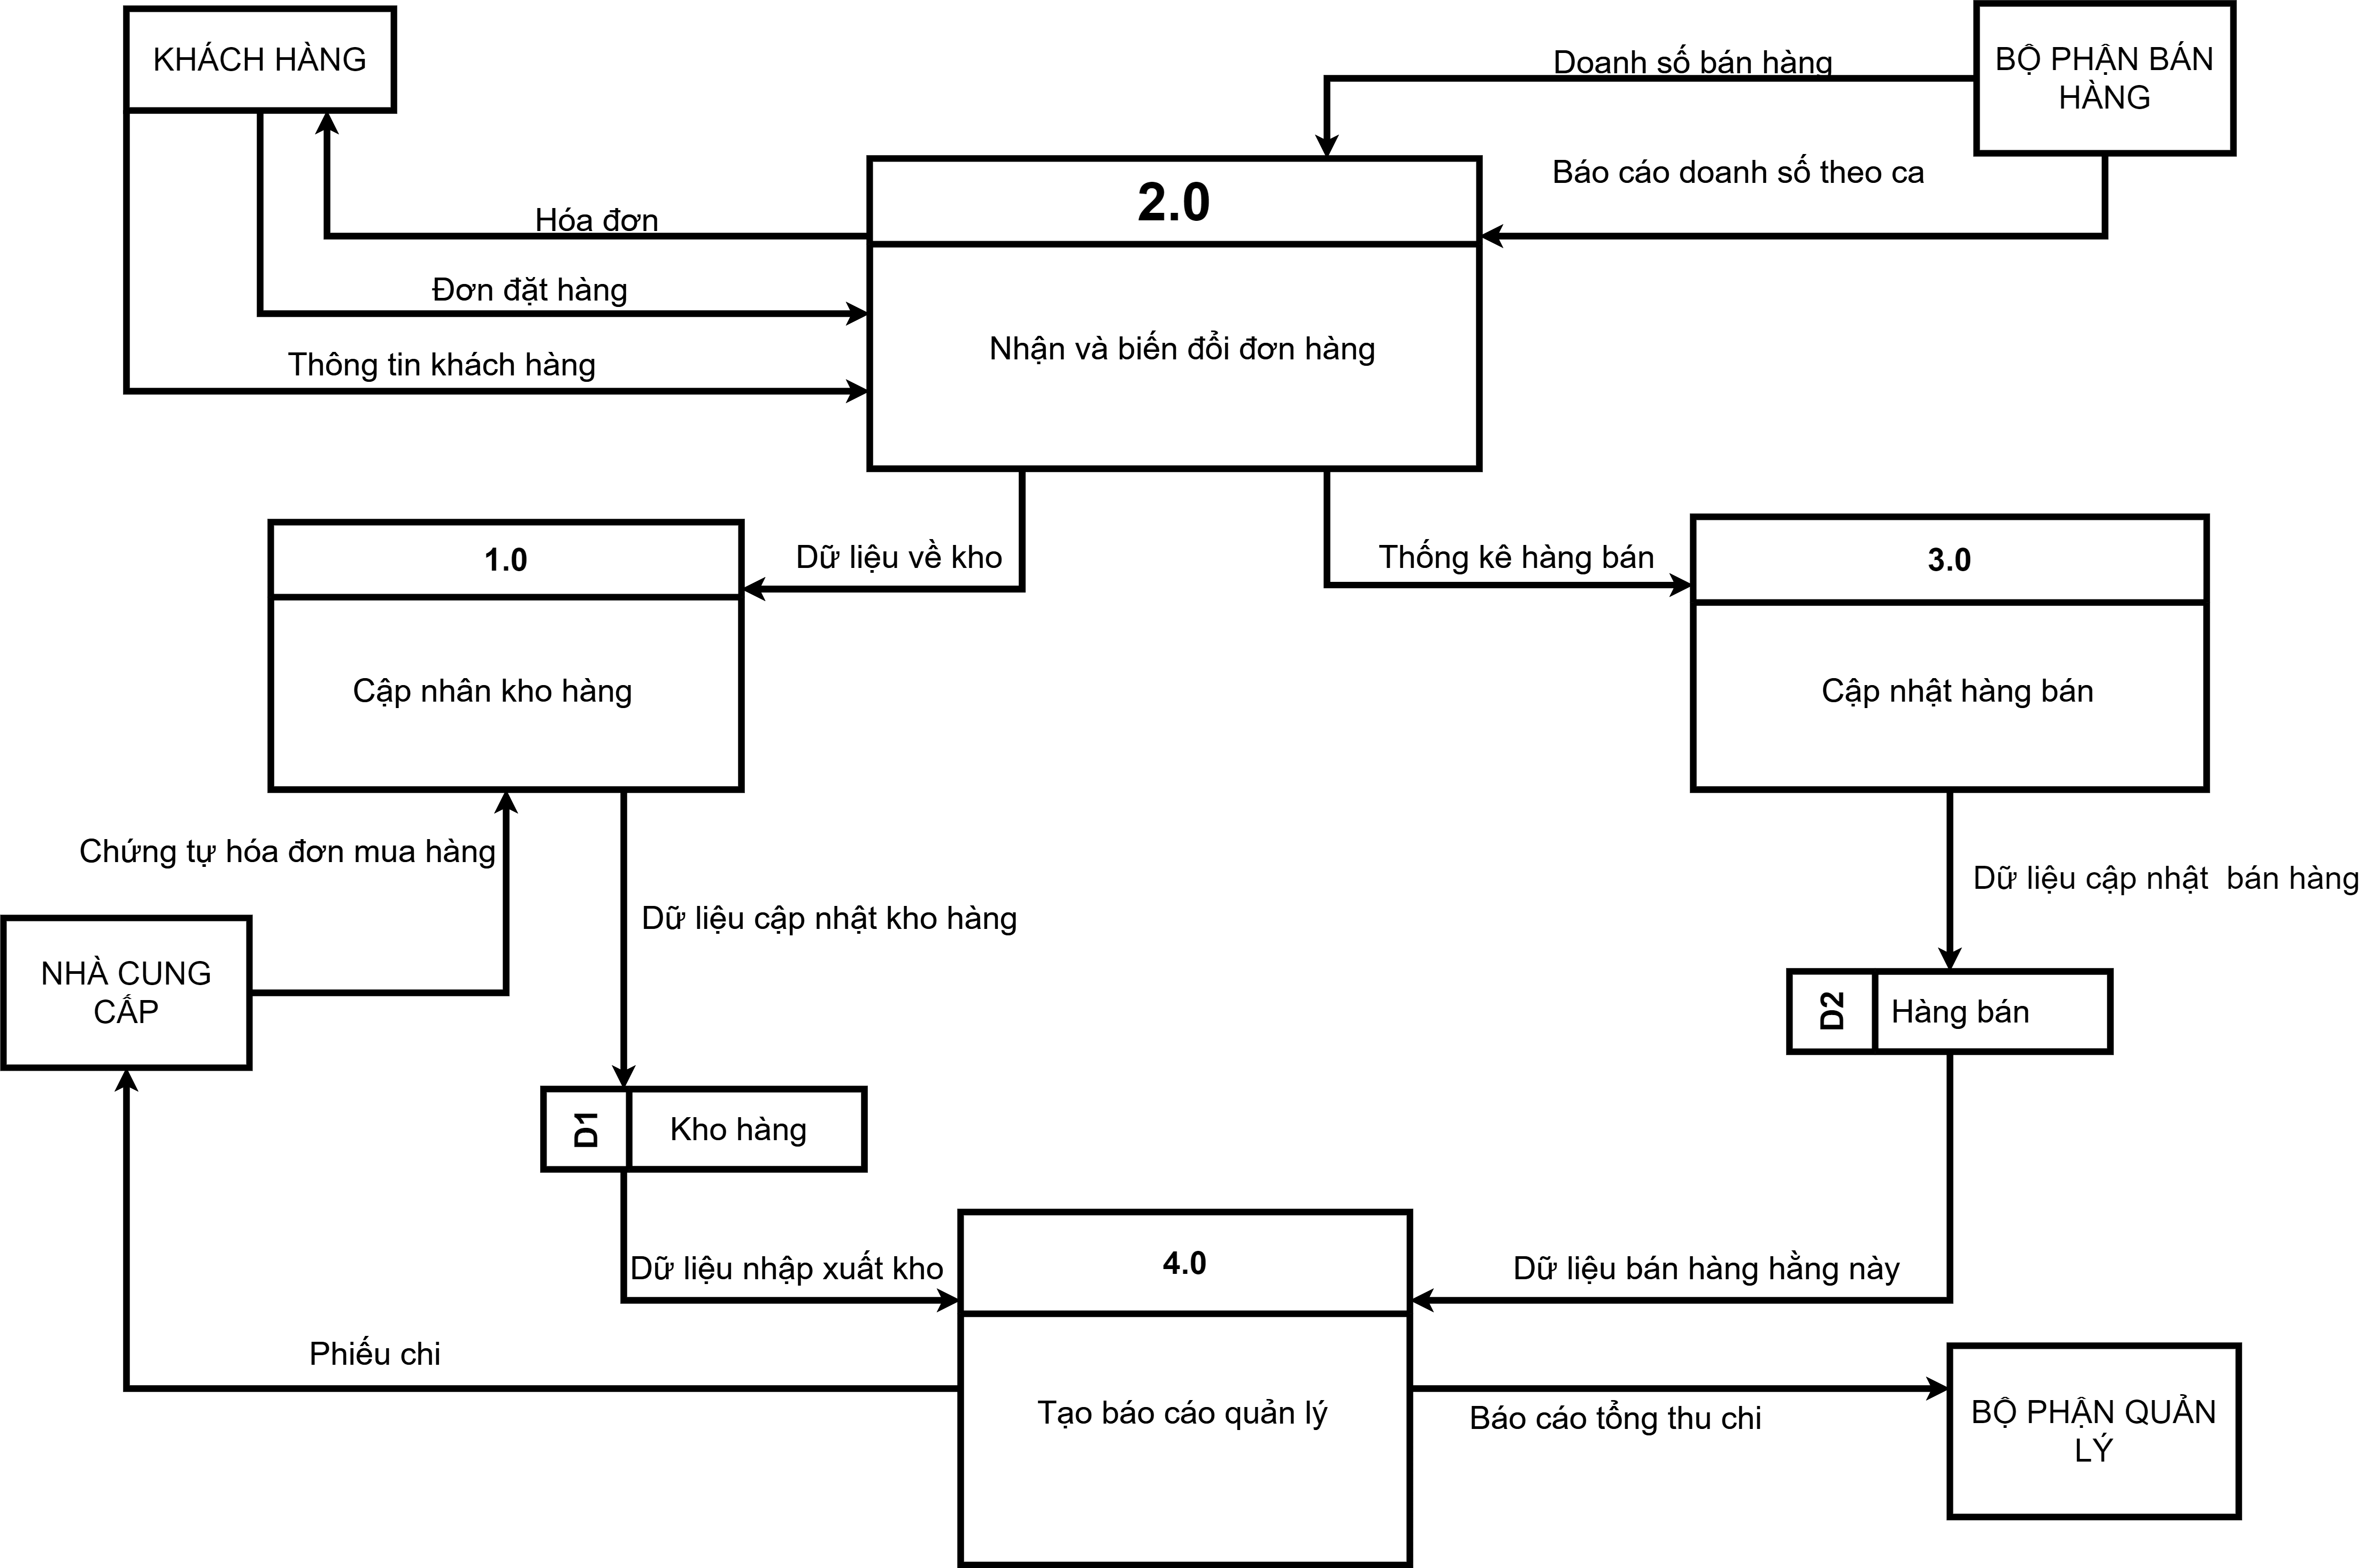 KHÁCH HÀNG
BỘ PHẬN BÁN
HÀNG
Doanh số bán hàng
Báo cáo doanh số theo ca
2.0
Hóa đơn
Đơn đặt hàng
Nhận và biến đổi đơn hàng
Thông tin khách hàng
1.0
Dữ liệu về kho
Thống kê hàng bán
3.0
Cập nhân kho hàng
Cập nhật hàng bán
Chứng tự hóa đơn mua hàng
Dữ liệu cập nhật  bán hàng
Dữ liệu cập nhật kho hàng
NHÀ CUNG
CẤP
D2
Hàng bán
D1
Kho hàng
Dữ liệu nhập xuất kho
4.0
Dữ liệu bán hàng hằng này
Phiếu chi
Tạo báo cáo quản lý
Báo cáo tổng thu chi
BỘ PHẬN QUẢN
LÝ